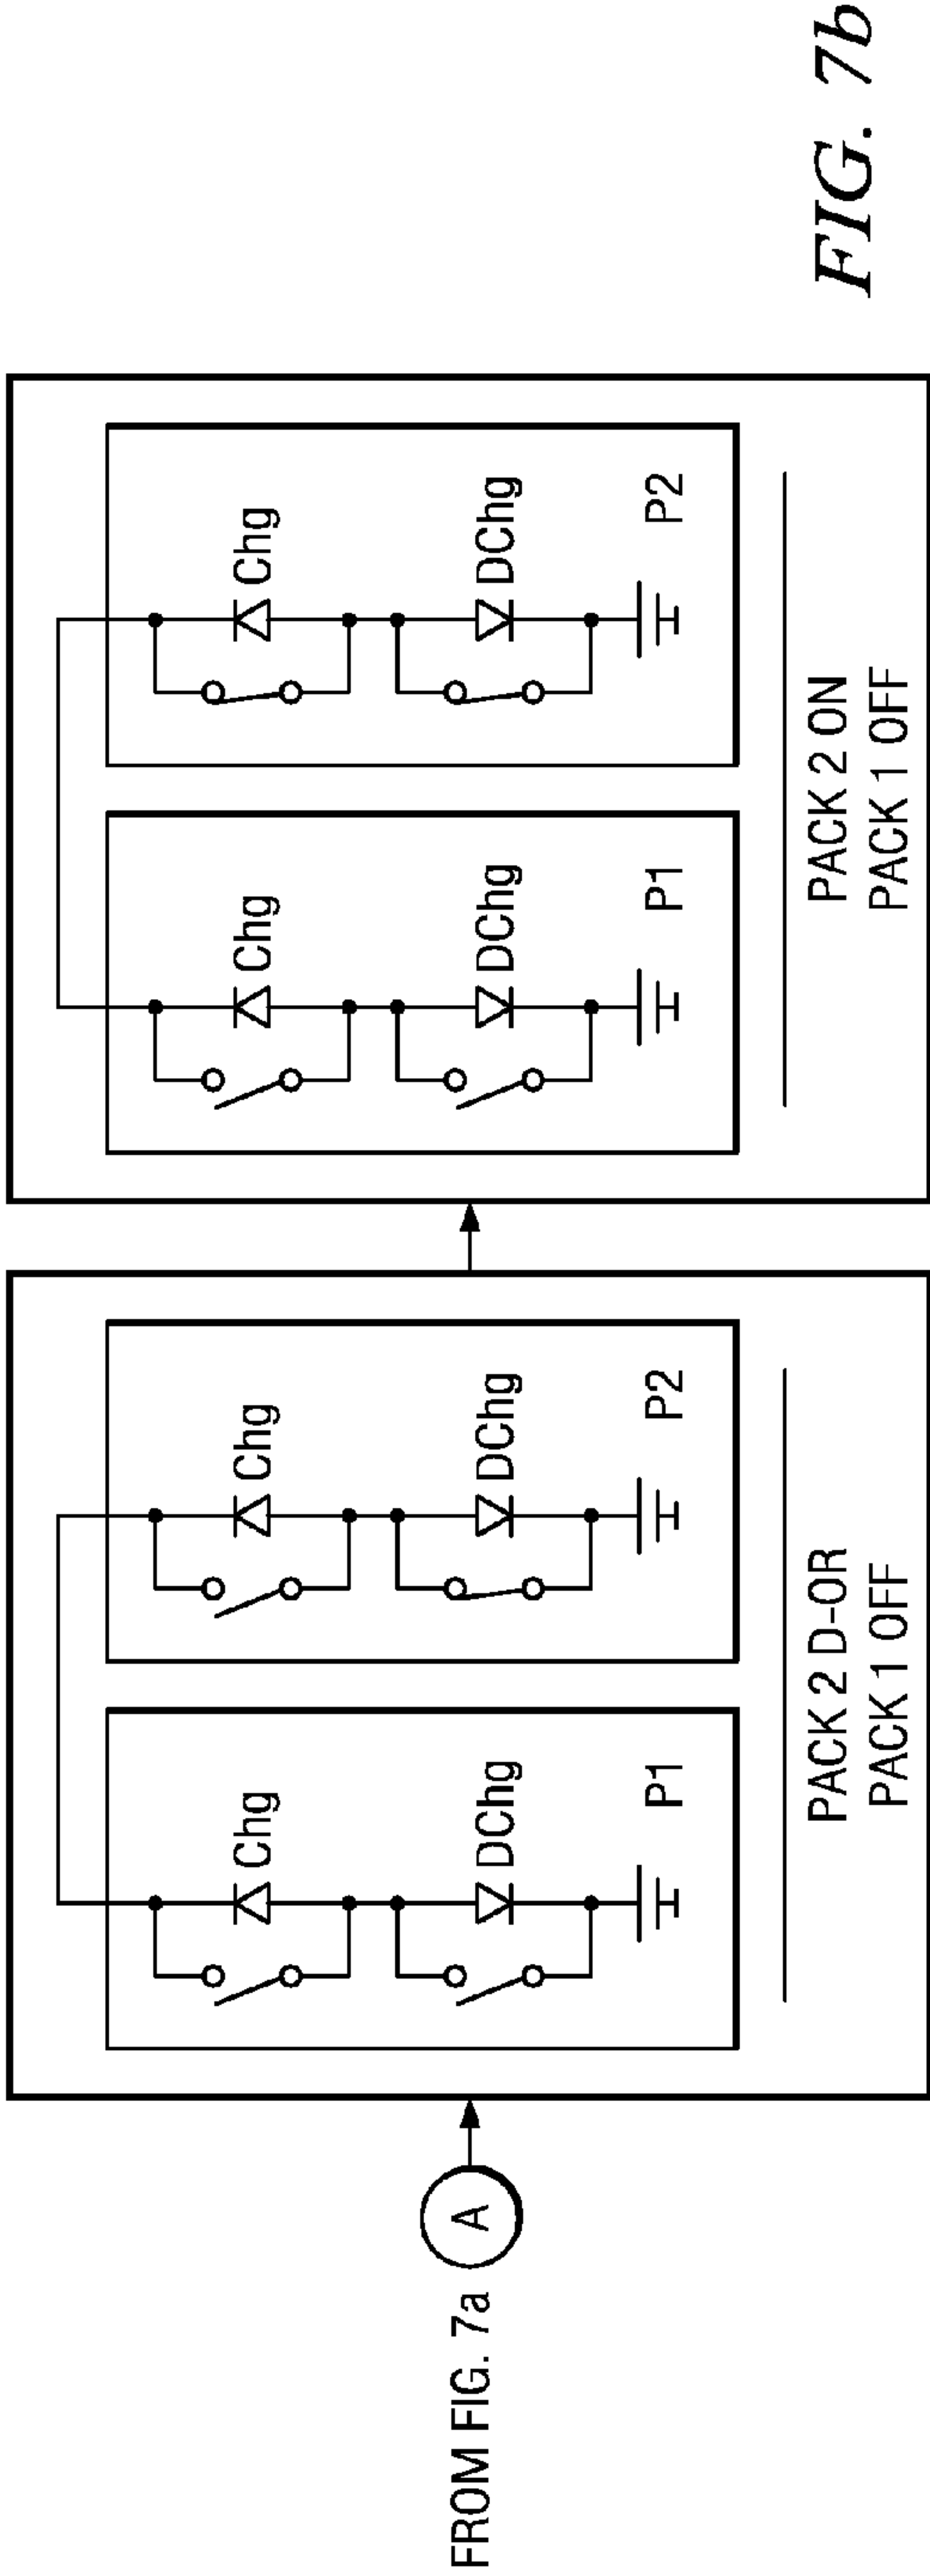 FROM FIG. 7a
A
Chg
DChg
P1
Chg
DChg
P2
PACK 2 D-OR
PACK 1 OFF
Chg
DChg
P1
Chg
DChg
P2
PACK 2 ON
PACK 1 OFF
FIG. 7b